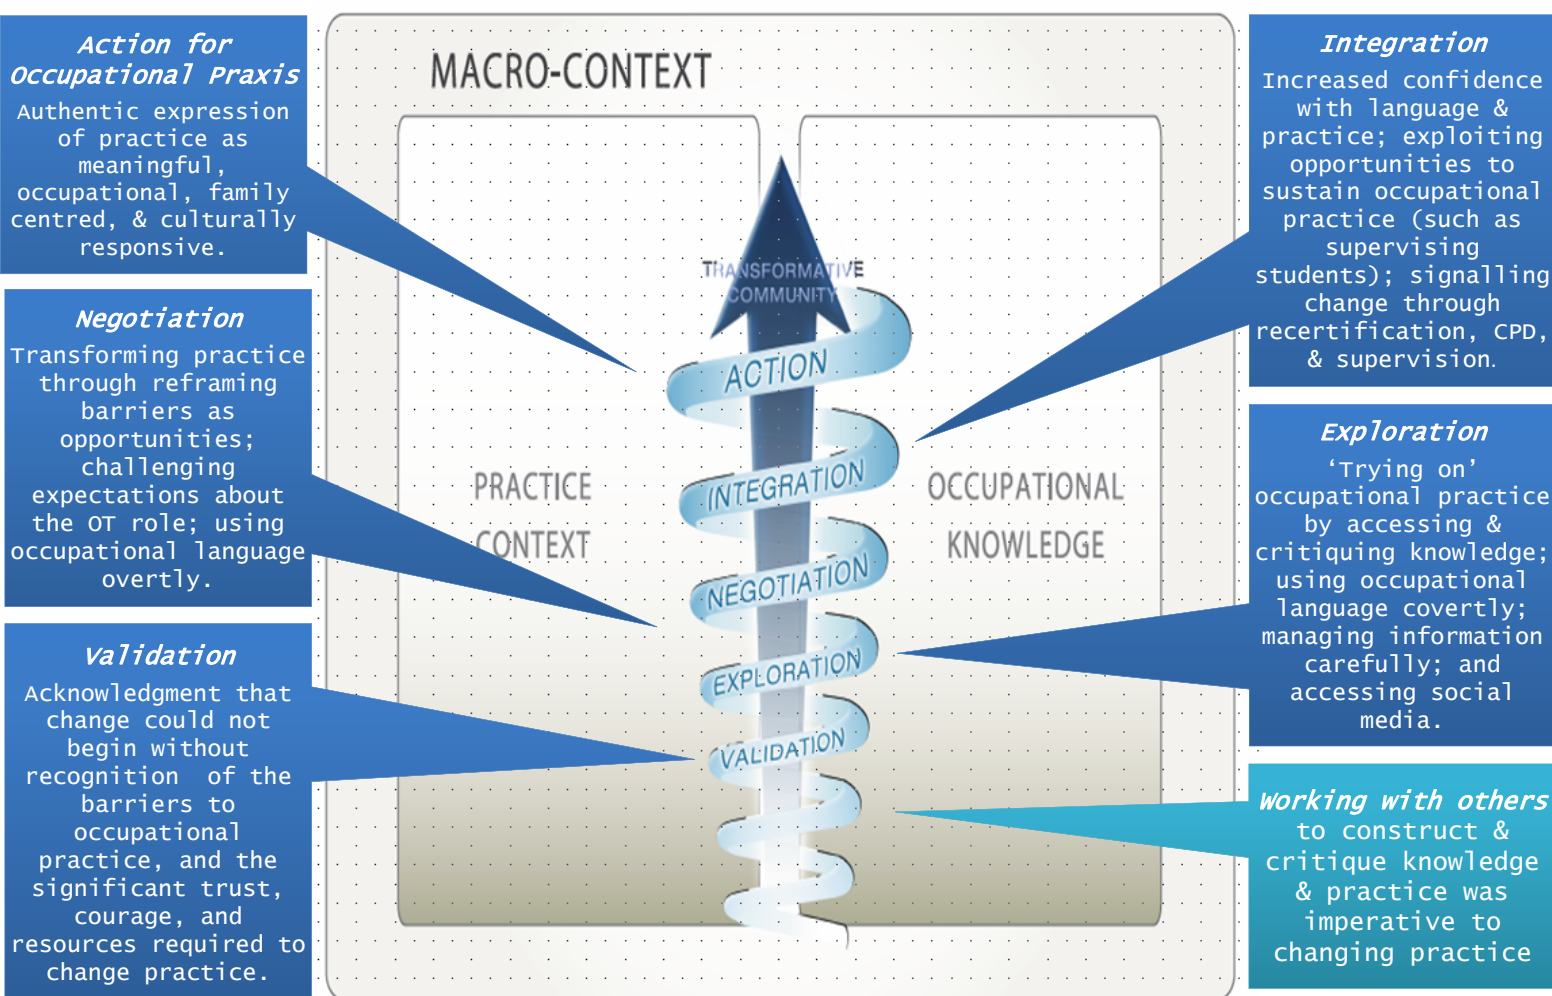 Action for
Occupational Praxis
Authentic expression
of practice as
meaningful,
occupational, family
centred, & culturally
responsive.
Negotiation
Transforming practice
through reframing
barriers as
opportunities;
challenging
expectations about
the OT role; using
occupational language
overtly.
Validation
Acknowledgment that
change could not
begin without
recognition of the
barriers to
occupational
practice, and the
significant trust,
courage, and
resources required to
change practice.
MACRO-CONTEXT
TRANSFORMATIVE
COMMUNITY
ACTION
INTEGRATION
NEGOTIATION
EXPLORATION
VALIDATION
PRACTICE
CONTEXT
OCCUPATIONAL
KNOWLEDGE
Integration
Increased confidence
with language &
practice; exploiting
opportunities to
sustain occupational
practice (such as
supervising
students); signalling
change through
recertification, CPD,
& supervision.
Exploration
‘Trying on’
occupational practice
by accessing &
critiquing knowledge;
using occupational
language covertly;
managing information
carefully; and
accessing social
media.
Working with others
to construct &
critique knowledge
& practice was
imperative to
changing practice